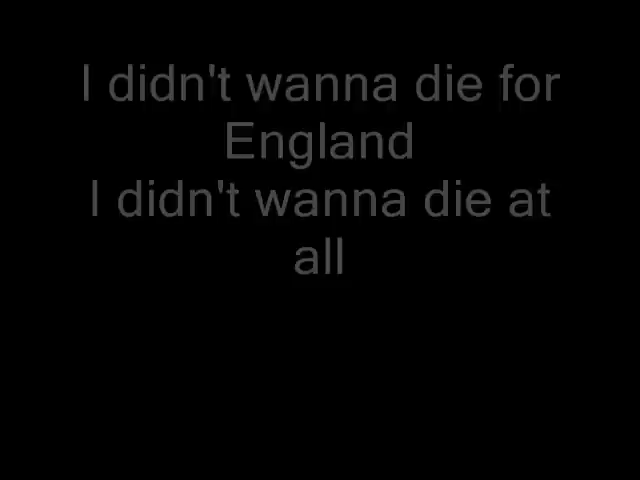 I didn't wanna die for
England
I didn't wanna die at
all